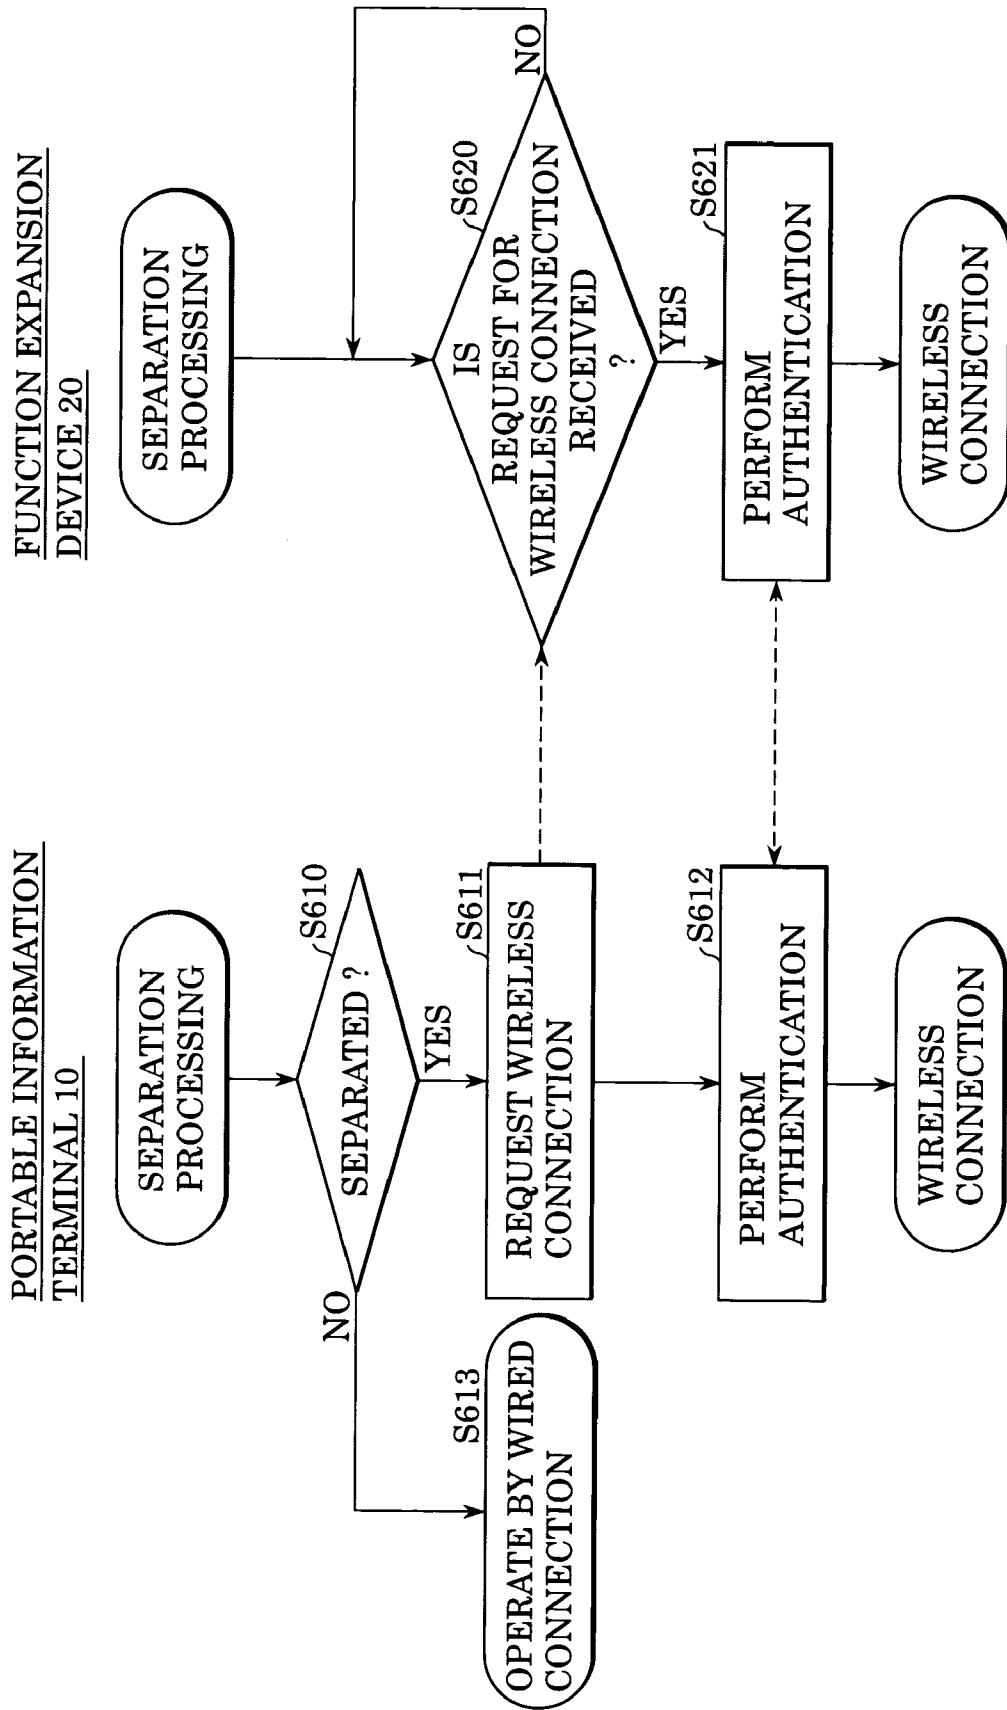 PORTABLE INFORMATION
TERMINAL 10
SEPARATION
PROCESSING
S610
SEPARATED ?
NO
YES
S613
OPERATE BY WIRED
CONNECTION
S611
REQUEST WIRELESS
CONNECTION
S612
PERFORM
AUTHENTICATION
WIRELESS
CONNECTION
FUNCTION EXPANSION
DEVICE 20
SEPARATION
PROCESSING
S620
IS
REQUEST FOR
WIRELESS CONNECTION
RECEIVED
?
NO
YES
S621
PERFORM
AUTHENTICATION
WIRELESS
CONNECTION